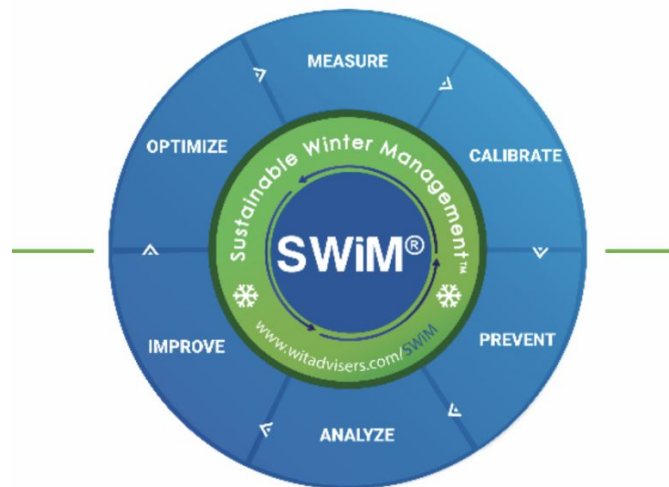 MEASURE
CALIBRATE
PREVENT
ANALYZE
IMPROVE
OPTIMIZE
Sustainable Winter Management™
SWiM®
www.witadvisers.com/SWiM